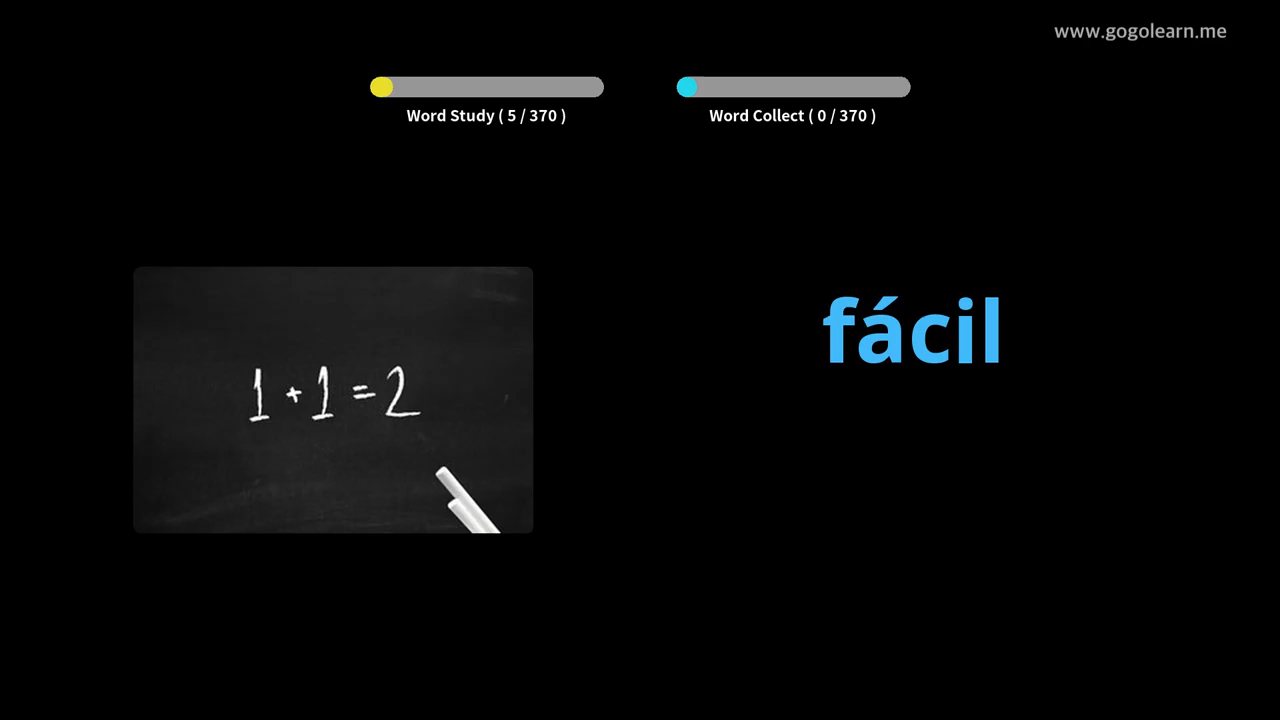 www.gogolearn.me
Word Study ( 5 / 370 )
Word Collect ( 0 / 370 )
1 + 1 = 2
fácil